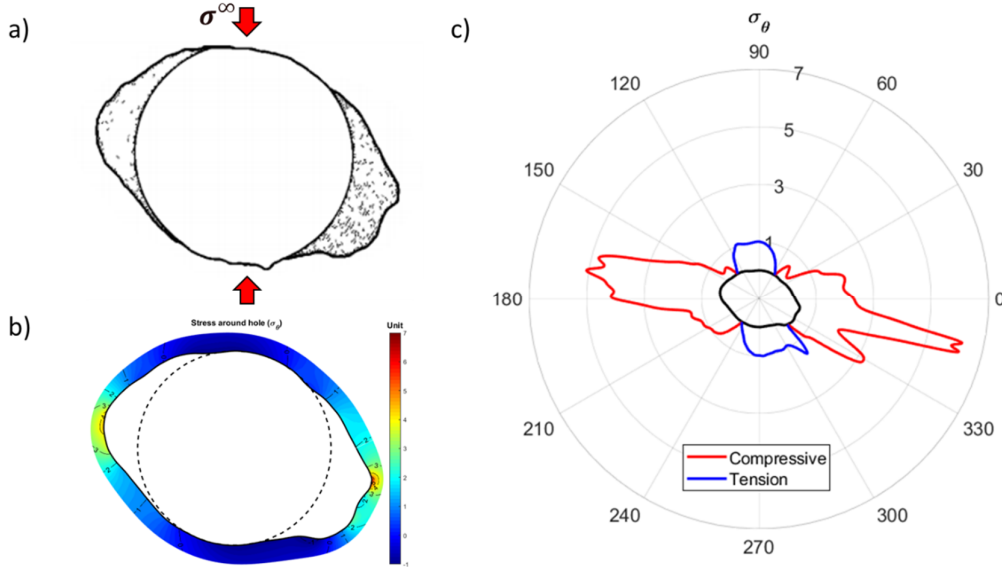 a)
σ∞
b)
Stress around hole (σθ)
Unit
7
6
5
4
3
2
1
0
-1
c)
σθ
90
120
60
7
5
150
30
3
1
180
0
210
330
Compressive
Tension
240
300
270